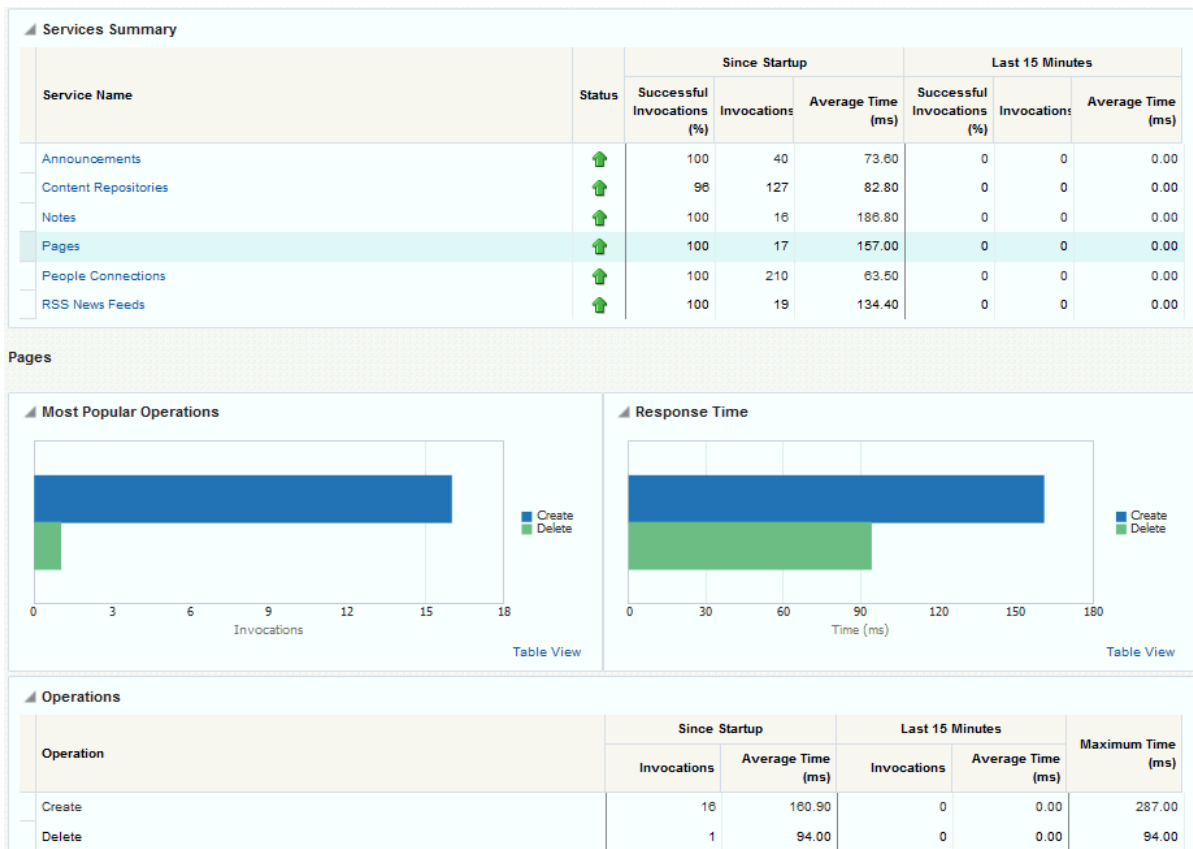 Services Summary
Service Name Status Since Startup Last 15 Minutes
Successful Invocations (%) Invocations Average Time (ms) Successful Invocations (%) Invocations Average Time (ms)
Announcements 100 40 73.60 0 0 0.00
Content Repositories 96 127 82.80 0 0 0.00
Notes 100 16 186.80 0 0 0.00
Pages 100 17 157.00 0 0 0.00
People Connections 100 210 63.50 0 0 0.00
RSS News Feeds 100 19 134.40 0 0 0.00
Pages
Most Popular Operations
Create
Delete
0 3 6 9 12 15 18
Invocations
Table View
Response Time
Create
Delete
0 30 60 90 120 150 180
Time (ms)
Table View
Operations
Operation Since Startup Last 15 Minutes Maximum Time (ms)
Invocations Average Time (ms) Invocations Average Time (ms)
Create 16 160.90 0 0.00 287.00
Delete 1 94.00 0 0.00 94.00